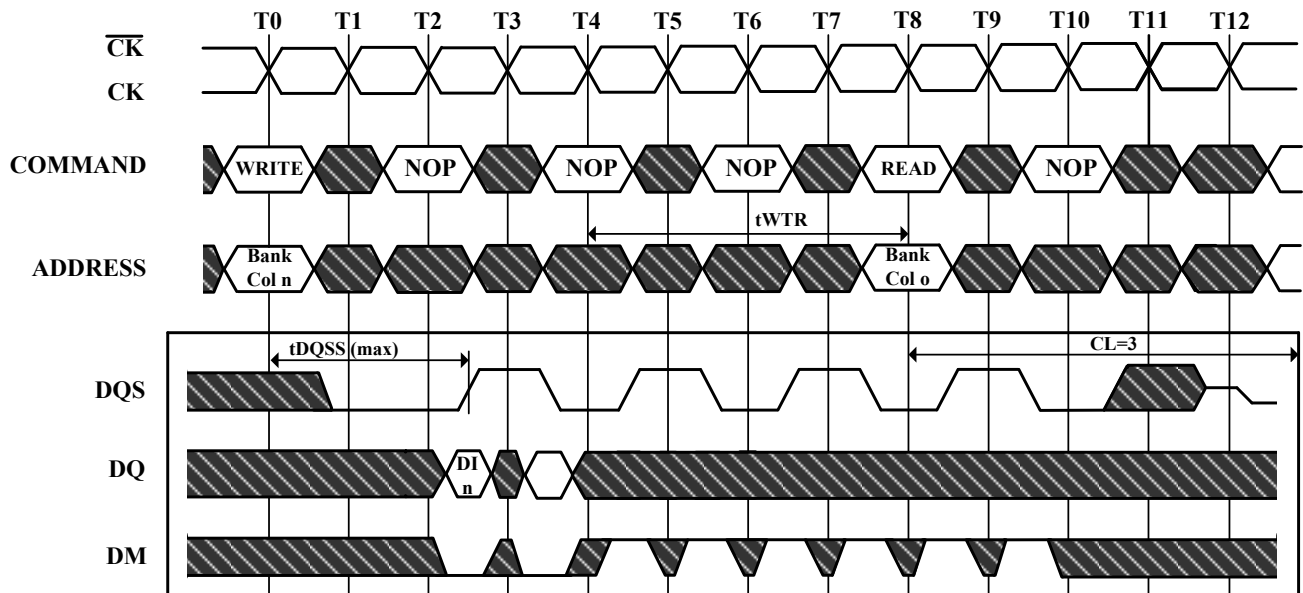 T0 T1 T2 T3 T4 T5 T6 T7 T8 T9 T10 T11 T12
CK
CK
COMMAND WRITE NOP NOP NOP READ NOP
tWTR
ADDRESS Bank Col n Bank Col o
tDQSS (max) CL=3
DQS
DQ DI n
DM